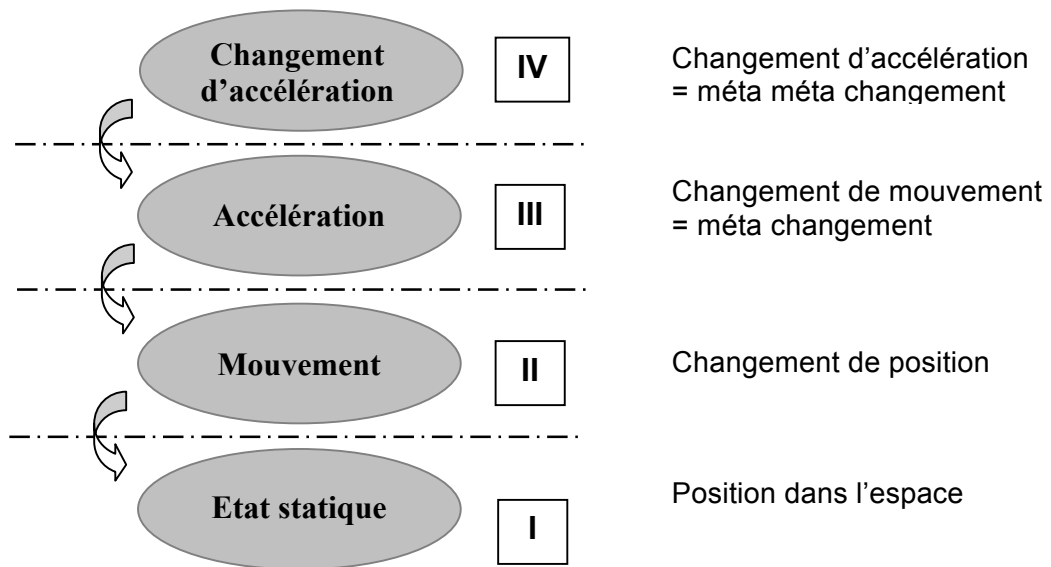 Changement
d’accélération
IV
Changement d’accélération
= méta méta changement
Accélération
III
Changement de mouvement
= méta changement
Mouvement
II
Changement de position
Etat statique
I
Position dans l’espace